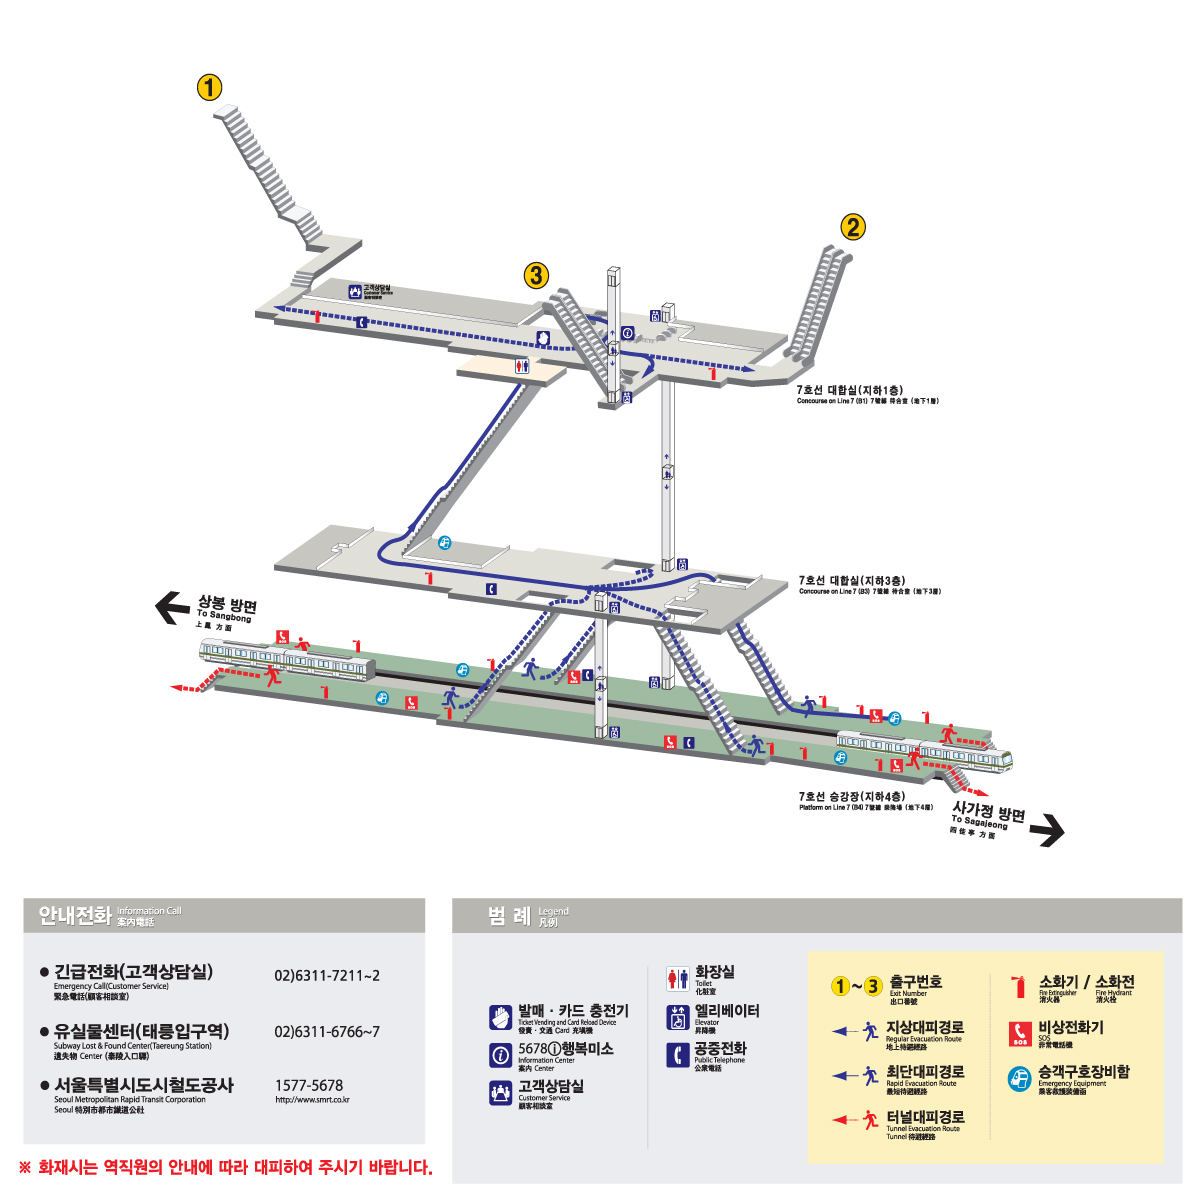 1
2
3
고객상담실
Customer Service
顧客相談室
7호선 대합실(지하1층)
Concourse on Line 7 (B1) 7號線 待合室 (地下1層)
7호선 대합실(지하3층)
Concourse on Line 7 (B3) 7號線 待合室 (地下3層)
상봉 방면
To Sangbong
上鳳 方面
SOS
SOS
SOS
SOS
SOS
SOS
7호선 승강장(지하4층)
Platform on Line 7 (B4) 7號線 乘降場 (地下4層)
사가정 방면
To Sagajeong
四佳亭 方面
안내전화 Information Call
案內電話
긴급전화(고객상담실) 02)6311-7211~2
Emergency Call(Customer Service)
緊急電話(顧客相談室)
유실물센터(태릉입구역) 02)6311-6766~7
Subway Lost & Found Center(Taereung Station)
遺失物 Center (泰陵入口驛)
서울특별시도시철도공사 1577-5678
Seoul Metropolitan Rapid Transit Corporation http://www.smrt.co.kr
Seoul 特別市都市鐵道公社
※ 화재시는 역직원의 안내에 따라 대피하여 주시기 바랍니다.
범 례 Legend
凡例
발매 · 카드 충전기
Ticket Vending and Card Reload Device
發賣 · 交通 Card 充塡機
5678ⓘ행복미소
Information Center
案內 Center
고객상담실
Customer Service
顧客相談室
화장실
Toilet
化粧室
엘리베이터
Elevator
昇降機
공중전화
Public Telephone
公衆電話
1~3 출구번호
Exit Number
出口番號
지상대피경로
Regular Evacuation Route
地上待避經路
최단대피경로
Rapid Evacuation Route
最短待避經路
터널대피경로
Tunnel Evacuation Route
Tunnel 待避經路
소화기 / 소화전
Fire Extinguisher Fire Hydrant
消火器 消火栓
SOS
비상전화기
SOS
非常電話機
승객구호장비함
Emergency Equipment
乘客救護裝備函